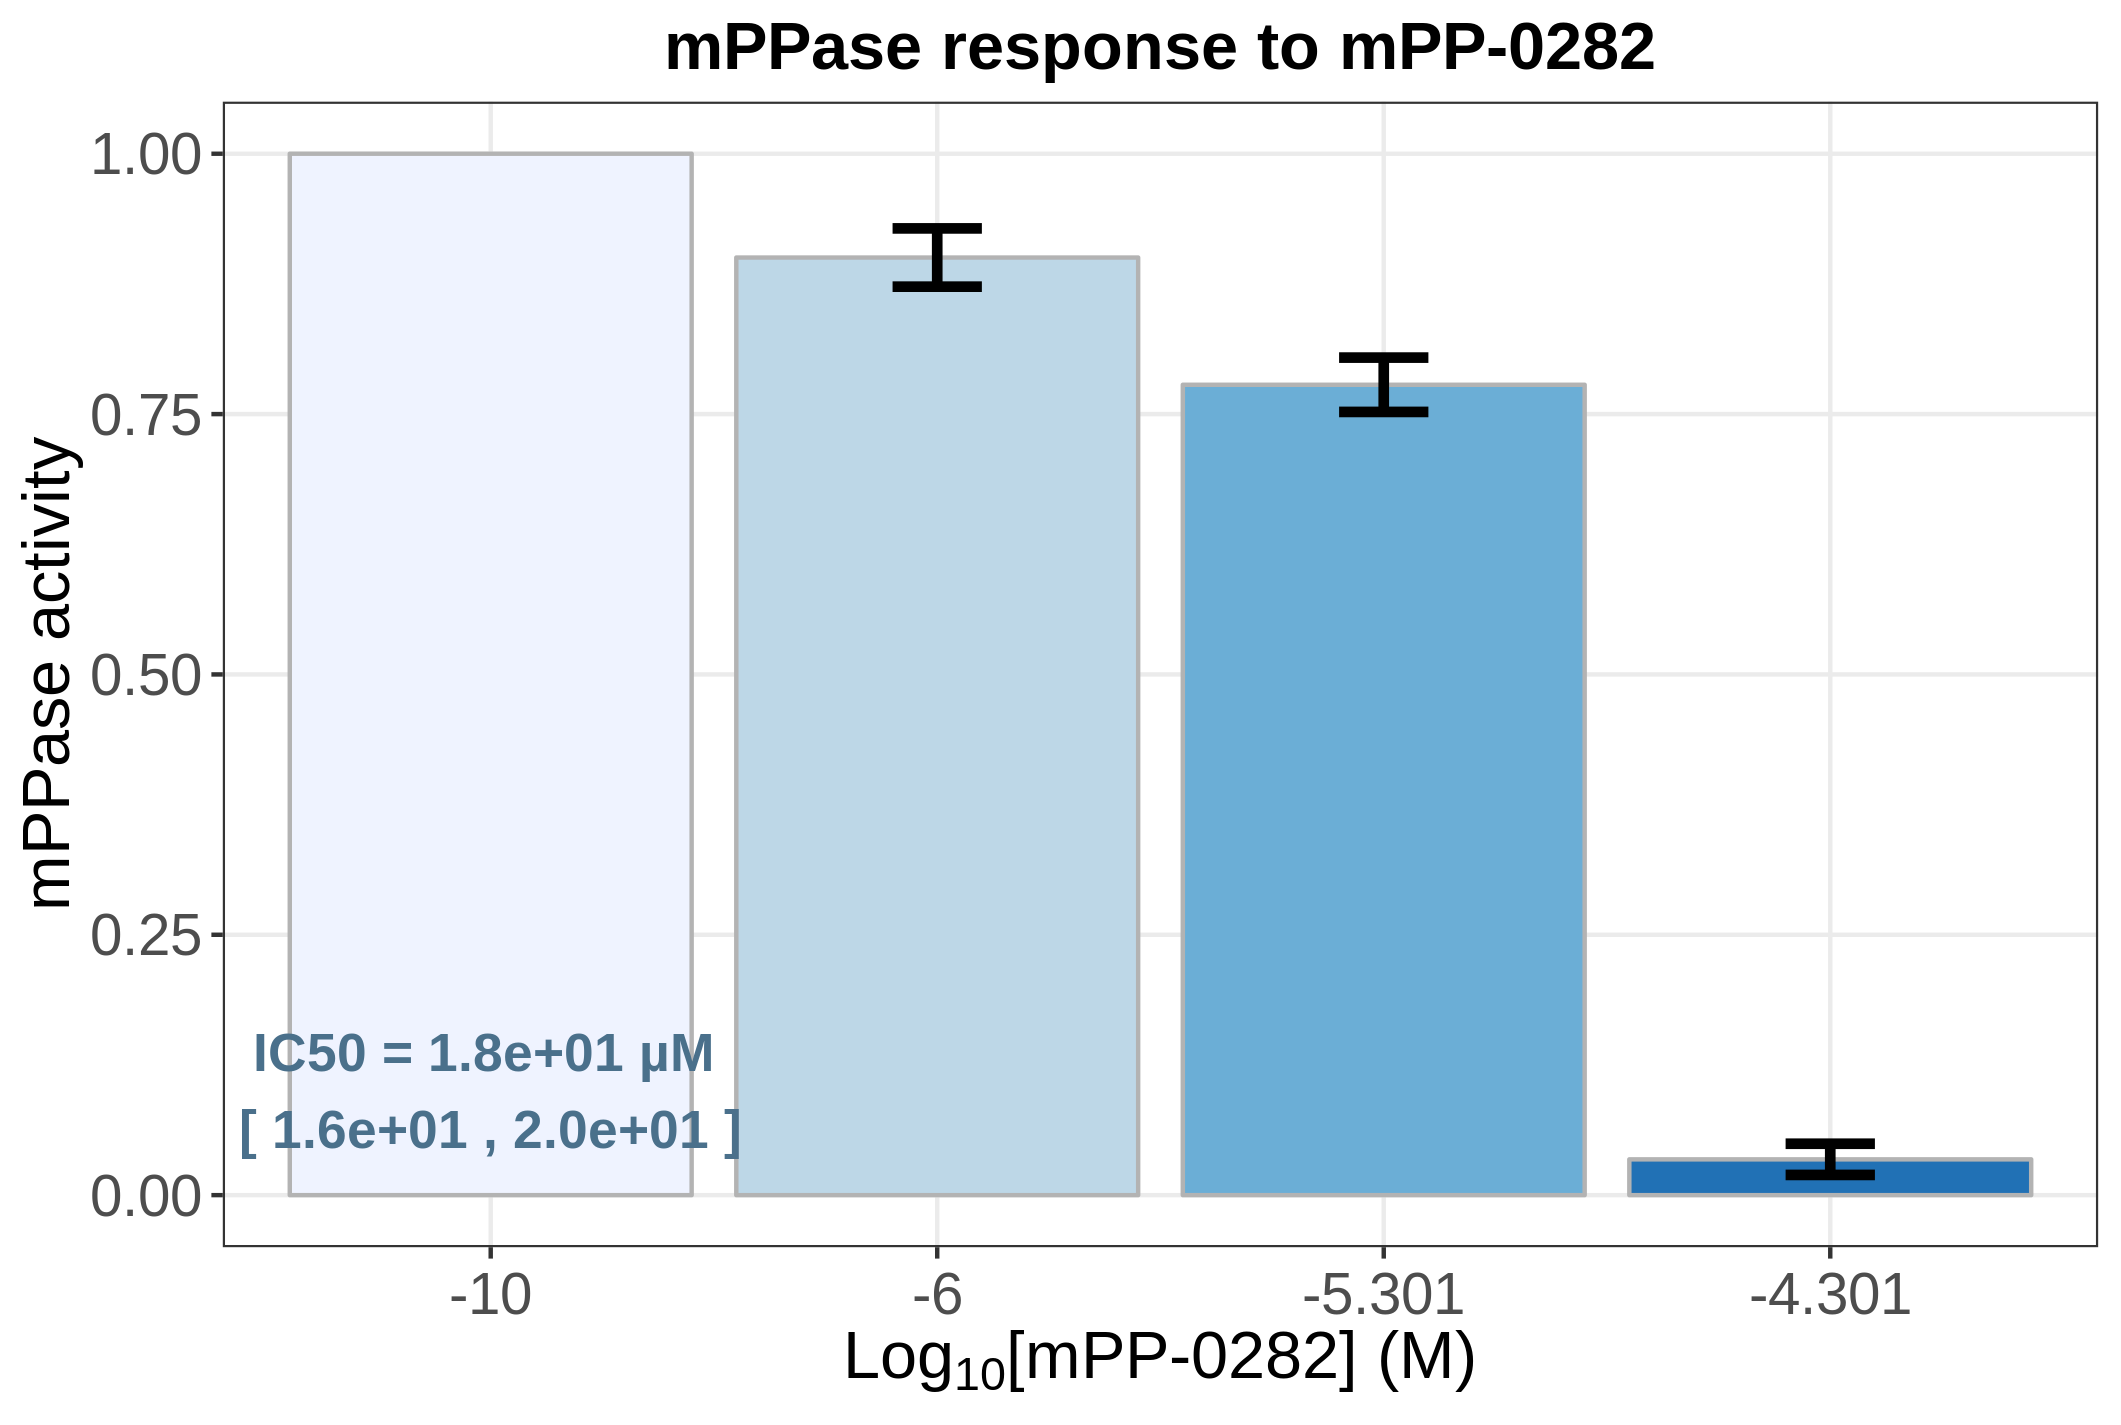 mPPase response to mPP-0282
mPPase activity
1.00
0.75
0.50
0.25
0.00
IC50 = 1.8e+01 µM
[ 1.6e+01 , 2.0e+01 ]
-10
-6
-5.301
-4.301
Log₁₀[mPP-0282] (M)